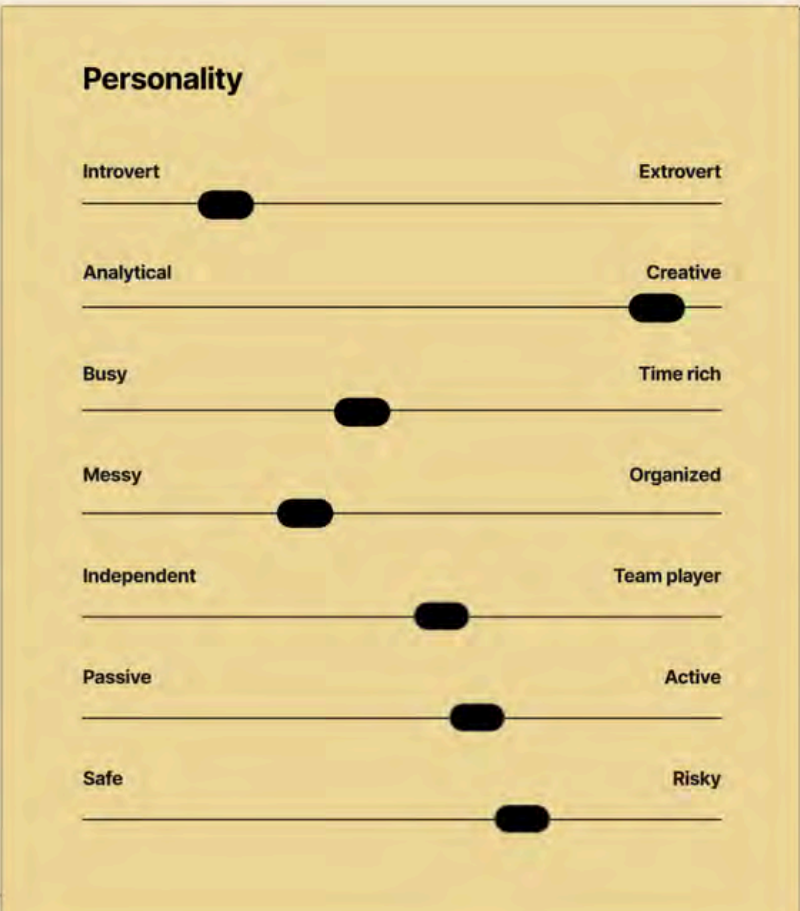 Personality
Introvert Extrovert
Analytical Creative
Busy Time rich
Messy Organized
Independent Team player
Passive Active
Safe Risky